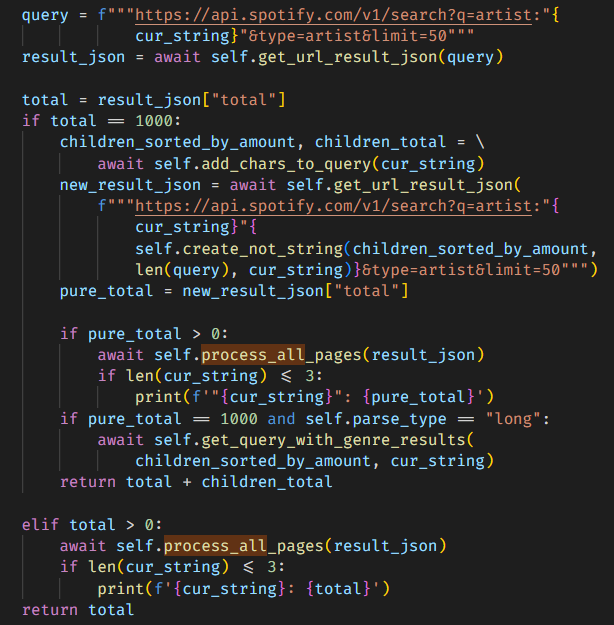 query = f"""https://api.spotify.com/v1/search?q=artist:"{
cur_string}"&type=artist&limit=50"""
result_json = await self.get_url_result_json(query)

total = result_json["total"]
if total == 1000:
    children_sorted_by_amount, children_total = \
        await self.add_chars_to_query(cur_string)
    new_result_json = await self.get_url_result_json(
        f"""https://api.spotify.com/v1/search?q=artist:"{
            cur_string}"{
            self.create_not_string(children_sorted_by_amount,
            len(query), cur_string)}&type=artist&limit=50""")
    pure_total = new_result_json["total"]

    if pure_total > 0:
        await self.process_all_pages(result_json)
        if len(cur_string) <= 3:
            print(f'"{cur_string}": {pure_total}')
    if pure_total == 1000 and self.parse_type == "long":
        await self.get_query_with_genre_results(
            children_sorted_by_amount, cur_string)
    return total + children_total

elif total > 0:
    await self.process_all_pages(result_json)
    if len(cur_string) <= 3:
        print(f'{cur_string}: {total}')
return total